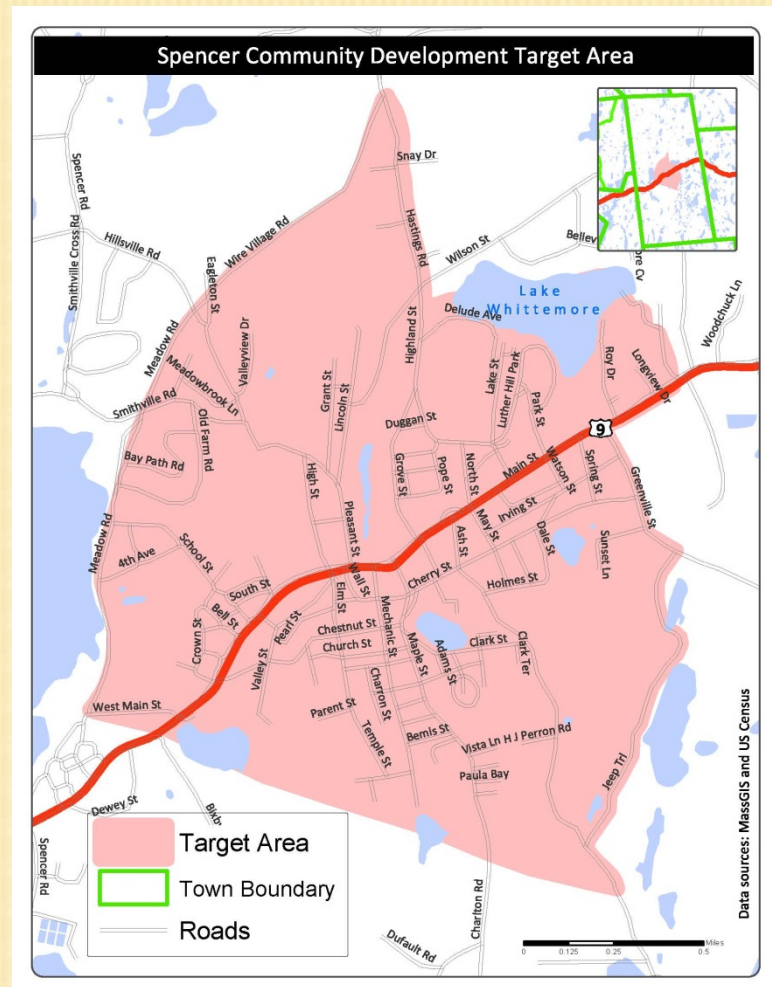 Spencer Community Development Target Area
Snay Dr
Spencer Rd
Smithville Cross Rd
Hillsville Rd
Eagleton St
Wire Village Rd
Hastings Rd
Wilson St
Lake
Whittemore
Woodchuck Ln
Meadow Rd
Valleyview Dr
Meadowbrook Ln
Highland St
Delude Ave
Lake St
Luther Hill Park
Roy Dr
Longview Dr
Smithville Rd
Old Farm Rd
Grant St
Lincoln St
Duggan St
Park St
9
Bay Path Rd
High St
Grove St
Pope St
North St
Main St
Watson St
Spring St
Greenville St
Pleasant St
May St
Irving St
Meadow Rd
4th Ave
School St
Ash St
Dale St
Sunset Ln
South St
Wall St
Cherry St
Holmes St
Bell St
Elm St
Pearl St
Chestnut St
Mechanic St
Crown St
Valley St
Church St
Maple St
Adams St
Clark St
Clark Ter
West Main St
Parent St
Charron St
Temple St
Bemis St
Vista Ln
H J Perron Rd
Paula Bay
Jeep Trl
Dewey St
Spencer Rd
Charlton Rd
Dufault Rd
Target Area
Town Boundary
Roads
Miles
0 0.125 0.25 0.5
Data sources: MassGIS and US Census